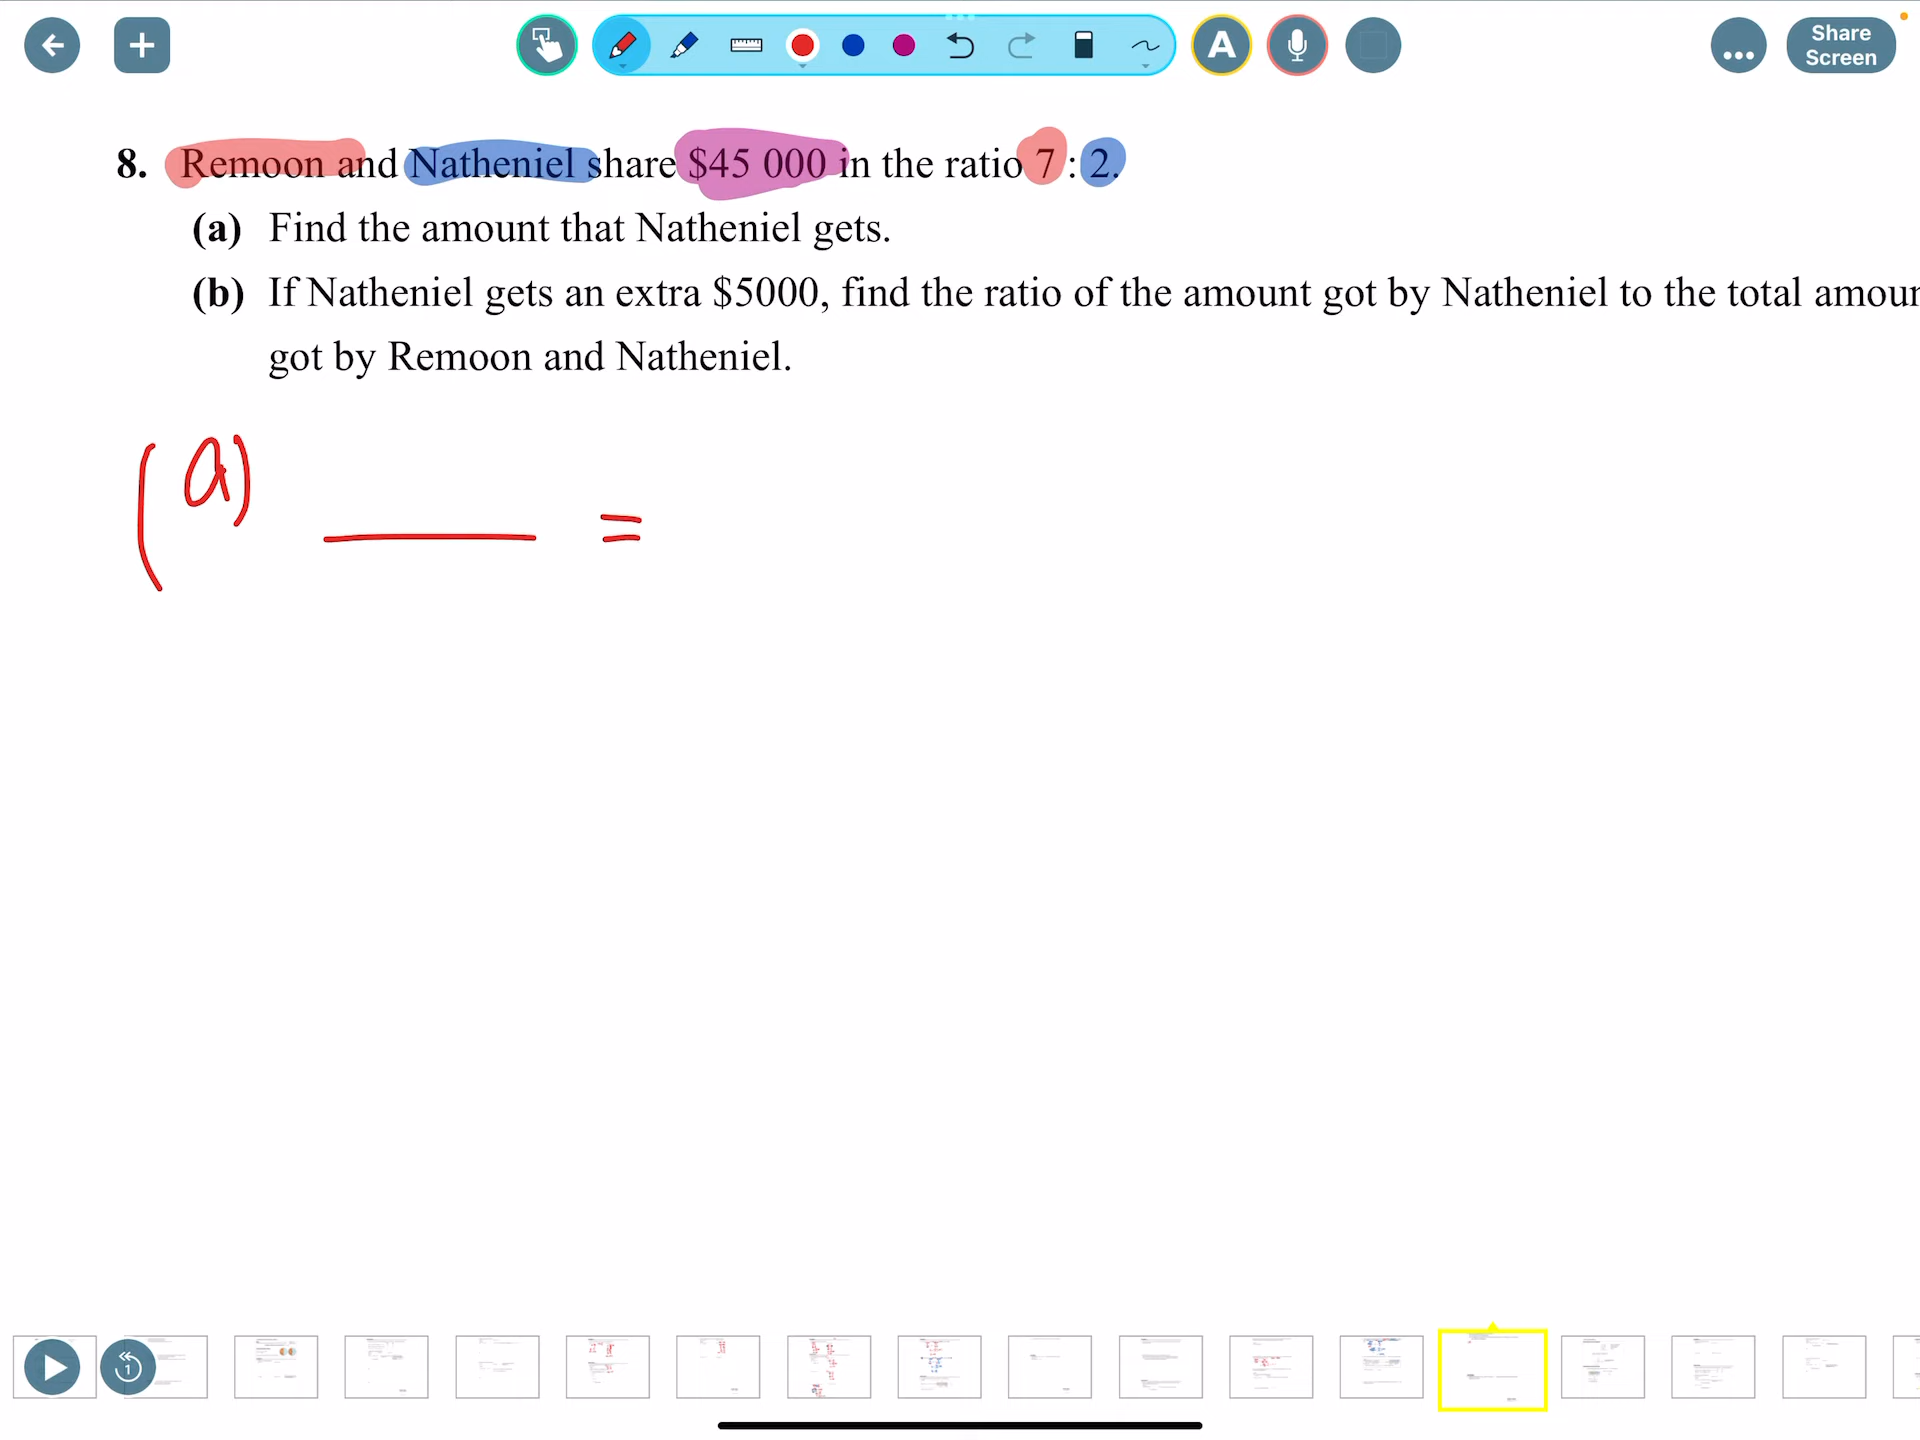 Share
Screen
A
8. Remoon and Natheniel share $45 000 in the ratio 7 : 2.
(a) Find the amount that Natheniel gets.
(b) If Natheniel gets an extra $5000, find the ratio of the amount got by Natheniel to the total amour
got by Remoon and Natheniel.
(a) =
1